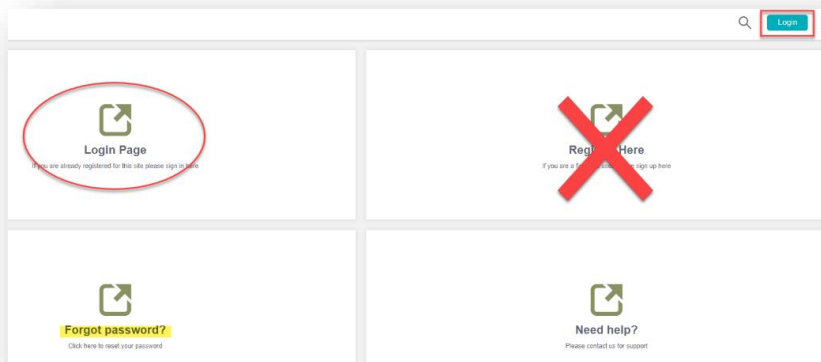 Login
Login Page
If you are already registered for this site please sign in here
Register Here
If you are a sign up here
Forgot password?
Click here to reset your password
Need help?
Please contact us for support